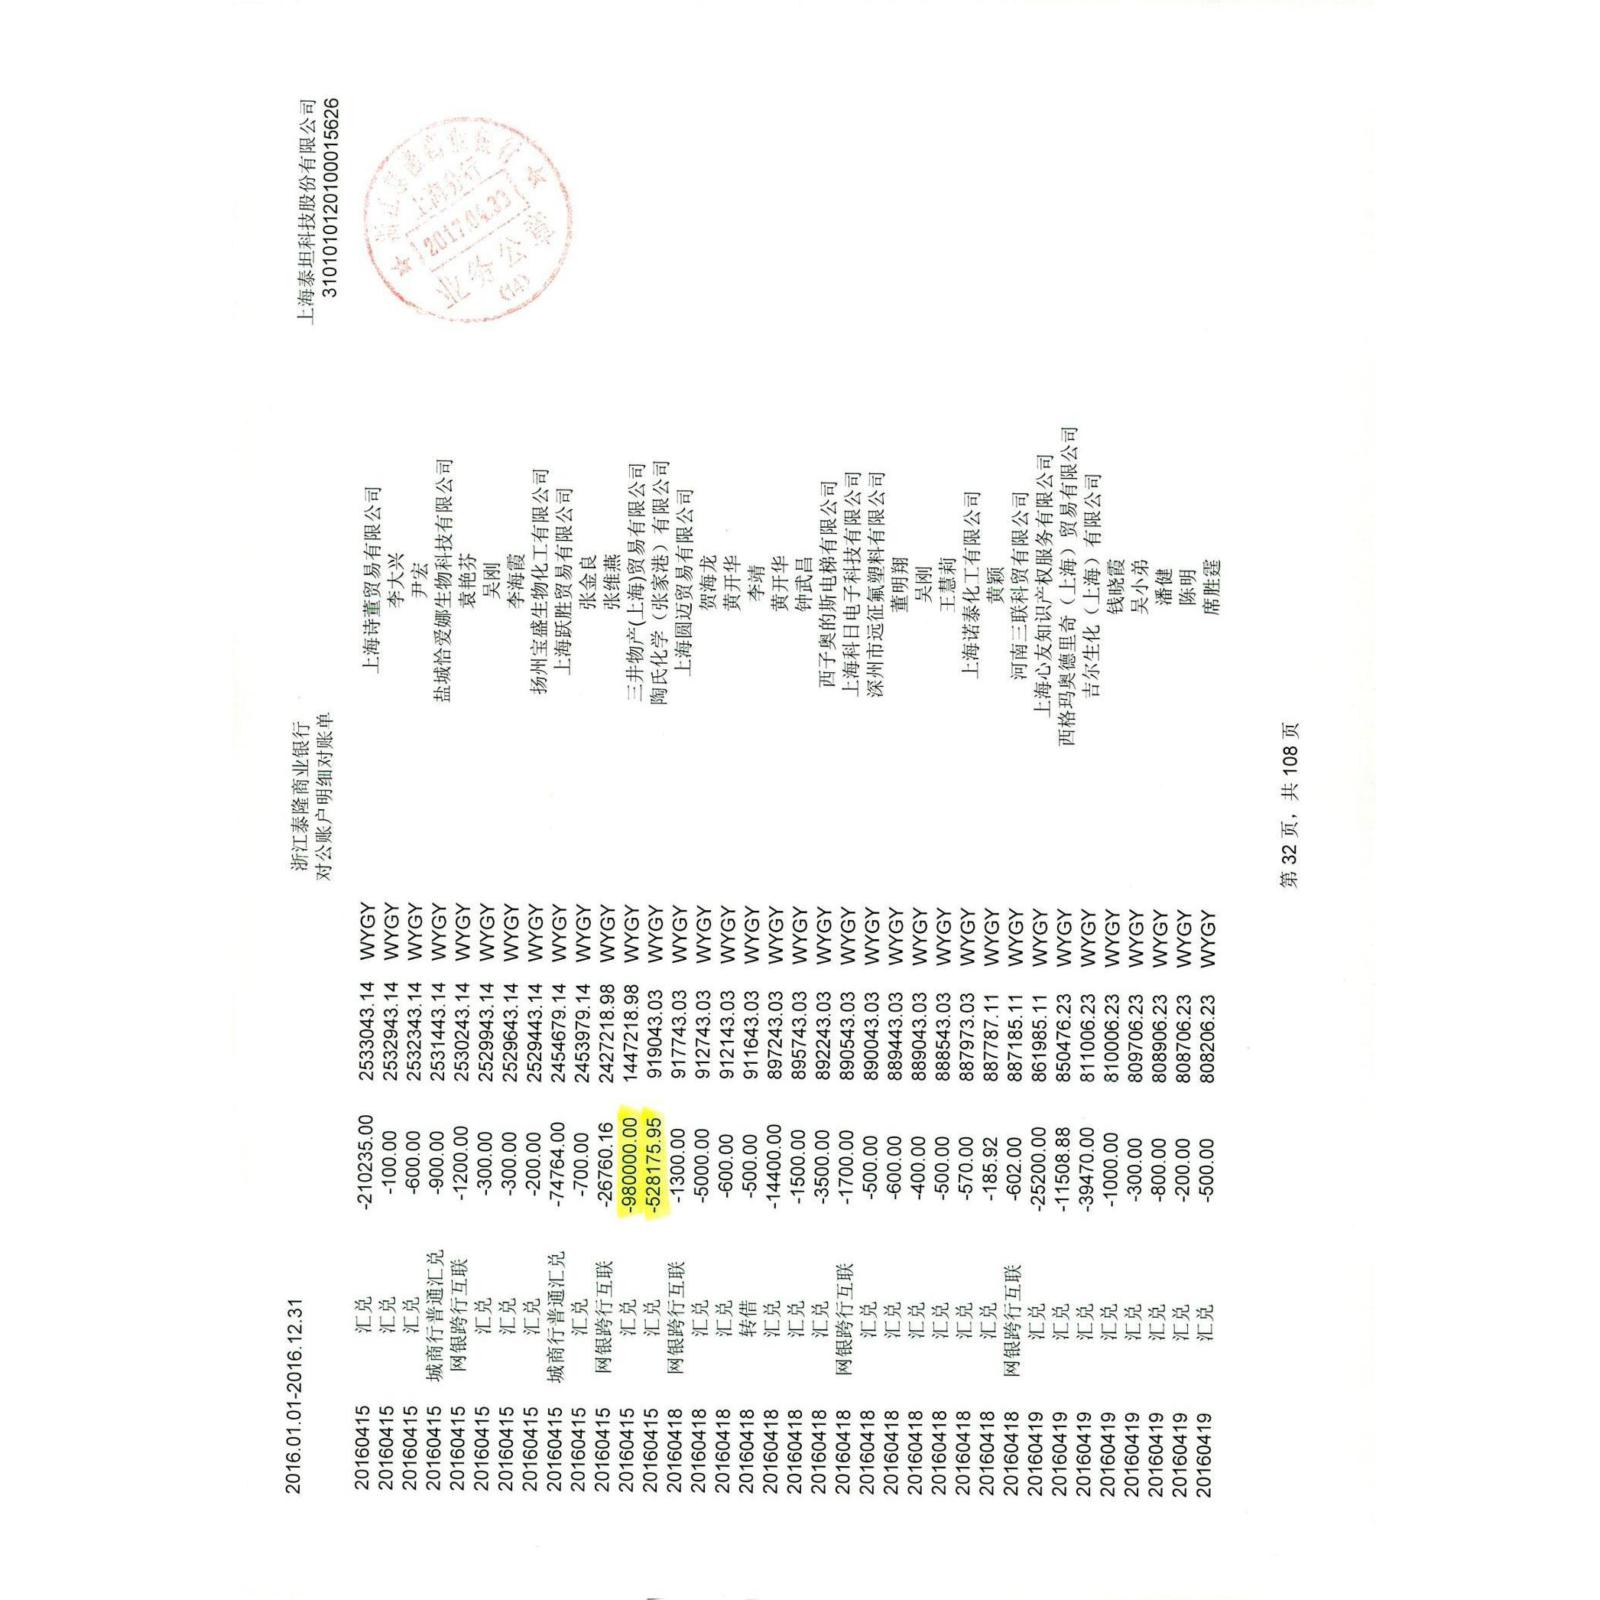 2016.01.01-2016.12.31 浙江泰隆商业银行 上海泰坦科技股份有限公司
对公账户明细对账单 31010101201000015626
20160415 汇兑 -210235.00 2533043.14 WYGY 上海诗董贸易有限公司
20160415 汇兑 -100.00 2532943.14 WYGY 李大兴
20160415 汇兑 -600.00 2532343.14 WYGY 尹宏
20160415 城商行普通汇兑 -900.00 2531443.14 WYGY 盐城恰爱娜生物科技有限公司
20160415 网银跨行互联 -1200.00 2530243.14 WYGY 袁艳芬
20160415 汇兑 -300.00 2529943.14 WYGY 吴刚
20160415 汇兑 -300.00 2529643.14 WYGY 李海霞
20160415 汇兑 -200.00 2529443.14 WYGY 扬州宝盛生物化工有限公司
20160415 城商行普通汇兑 -74764.00 2454679.14 WYGY 上海跃胜贸易有限公司
20160415 汇兑 -700.00 2453979.14 WYGY 张金良
20160415 网银跨行互联 -26760.16 2427218.98 WYGY 张维燕
20160415 汇兑 -980000.00 1447218.98 WYGY 三井物产(上海)贸易有限公司
20160415 汇兑 -528175.95 919043.03 WYGY 陶氏化学（张家港）有限公司
20160418 网银跨行互联 -1300.00 917743.03 WYGY 上海圆迈贸易有限公司
20160418 汇兑 -5000.00 912743.03 WYGY 贺海龙
20160418 汇兑 -600.00 912143.03 WYGY 黄开华
20160418 转借 -500.00 911643.03 WYGY 李靖
20160418 汇兑 -14400.00 897243.03 WYGY 黄开华
20160418 汇兑 -1500.00 895743.03 WYGY 钟武昌
20160418 汇兑 -3500.00 892243.03 WYGY 西子奥的斯电梯有限公司
20160418 网银跨行互联 -1700.00 890543.03 WYGY 上海科日电子科技有限公司
20160418 汇兑 -500.00 890043.03 WYGY 深州市远征氟塑料有限公司
20160418 汇兑 -600.00 889443.03 WYGY 董明翔
20160418 汇兑 -400.00 889043.03 WYGY 吴刚
20160418 汇兑 -500.00 888543.03 WYGY 王慧莉
20160418 汇兑 -570.00 887973.03 WYGY 上海诺泰化工有限公司
20160418 汇兑 -185.92 887787.11 WYGY 黄颖
20160418 网银跨行互联 -602.00 887185.11 WYGY 河南三联科贸有限公司
20160419 汇兑 -25200.00 861985.11 WYGY 上海心友知识产权服务有限公司
20160419 汇兑 -11508.88 850476.23 WYGY 西格玛奥德里奇（上海）贸易有限公司
20160419 汇兑 -39470.00 811006.23 WYGY 吉尔生化（上海）有限公司
20160419 汇兑 -1000.00 810006.23 WYGY 钱晓霞
20160419 汇兑 -300.00 809706.23 WYGY 吴小弟
20160419 汇兑 -800.00 808906.23 WYGY 潘健
20160419 汇兑 -200.00 808706.23 WYGY 陈明
20160419 汇兑 -500.00 808206.23 WYGY 席胜霆
上海分行
业务公章
(14)
第 32 页，共 108 页